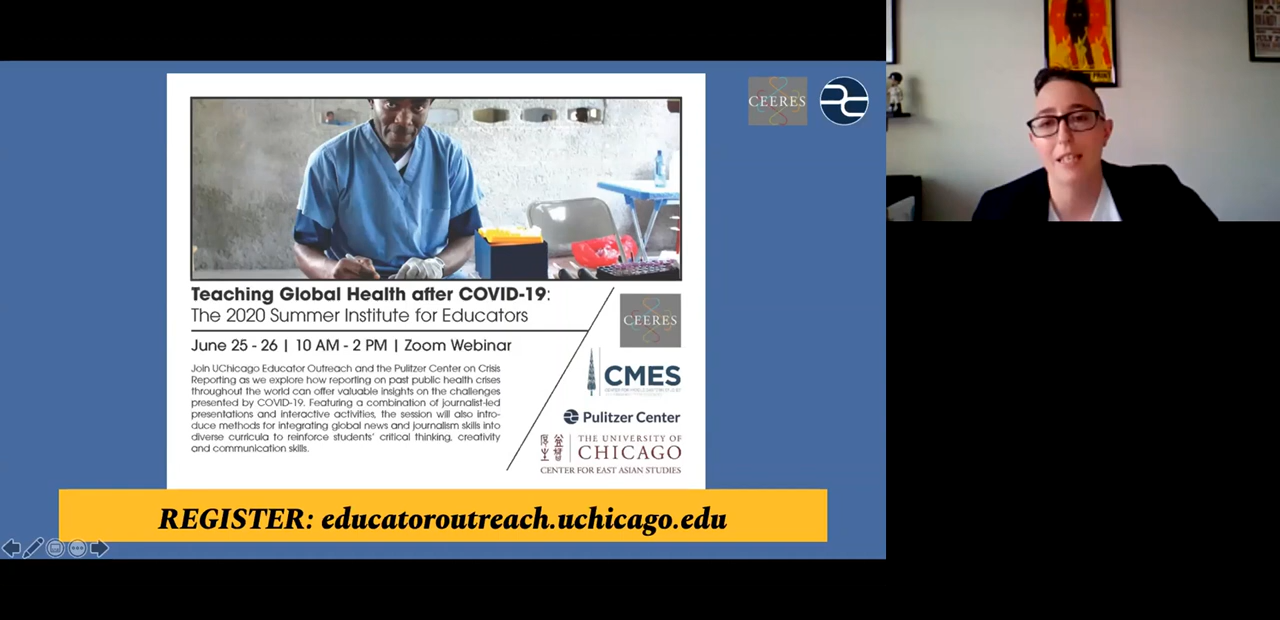 CEERES
Teaching Global Health after COVID-19:
The 2020 Summer Institute for Educators
June 25 - 26 | 10 AM - 2 PM | Zoom Webinar
Join UChicago Educator Outreach and the Pulitzer Center on Crisis
Reporting as we explore how reporting on past public health crises
throughout the world can offer valuable insights on the challenges
presented by COVID-19. Featuring a combination of journalist-led
presentations and interactive activities, the session will also intro-
duce methods for integrating global news and journalism skills into
diverse curricula to reinforce students' critical thinking, creativity
and communication skills.
CEERES
CMES
Pulitzer Center
THE UNIVERSITY OF
CHICAGO
CENTER FOR EAST ASIAN STUDIES
REGISTER: educatoroutreach.uchicago.edu
PRINT